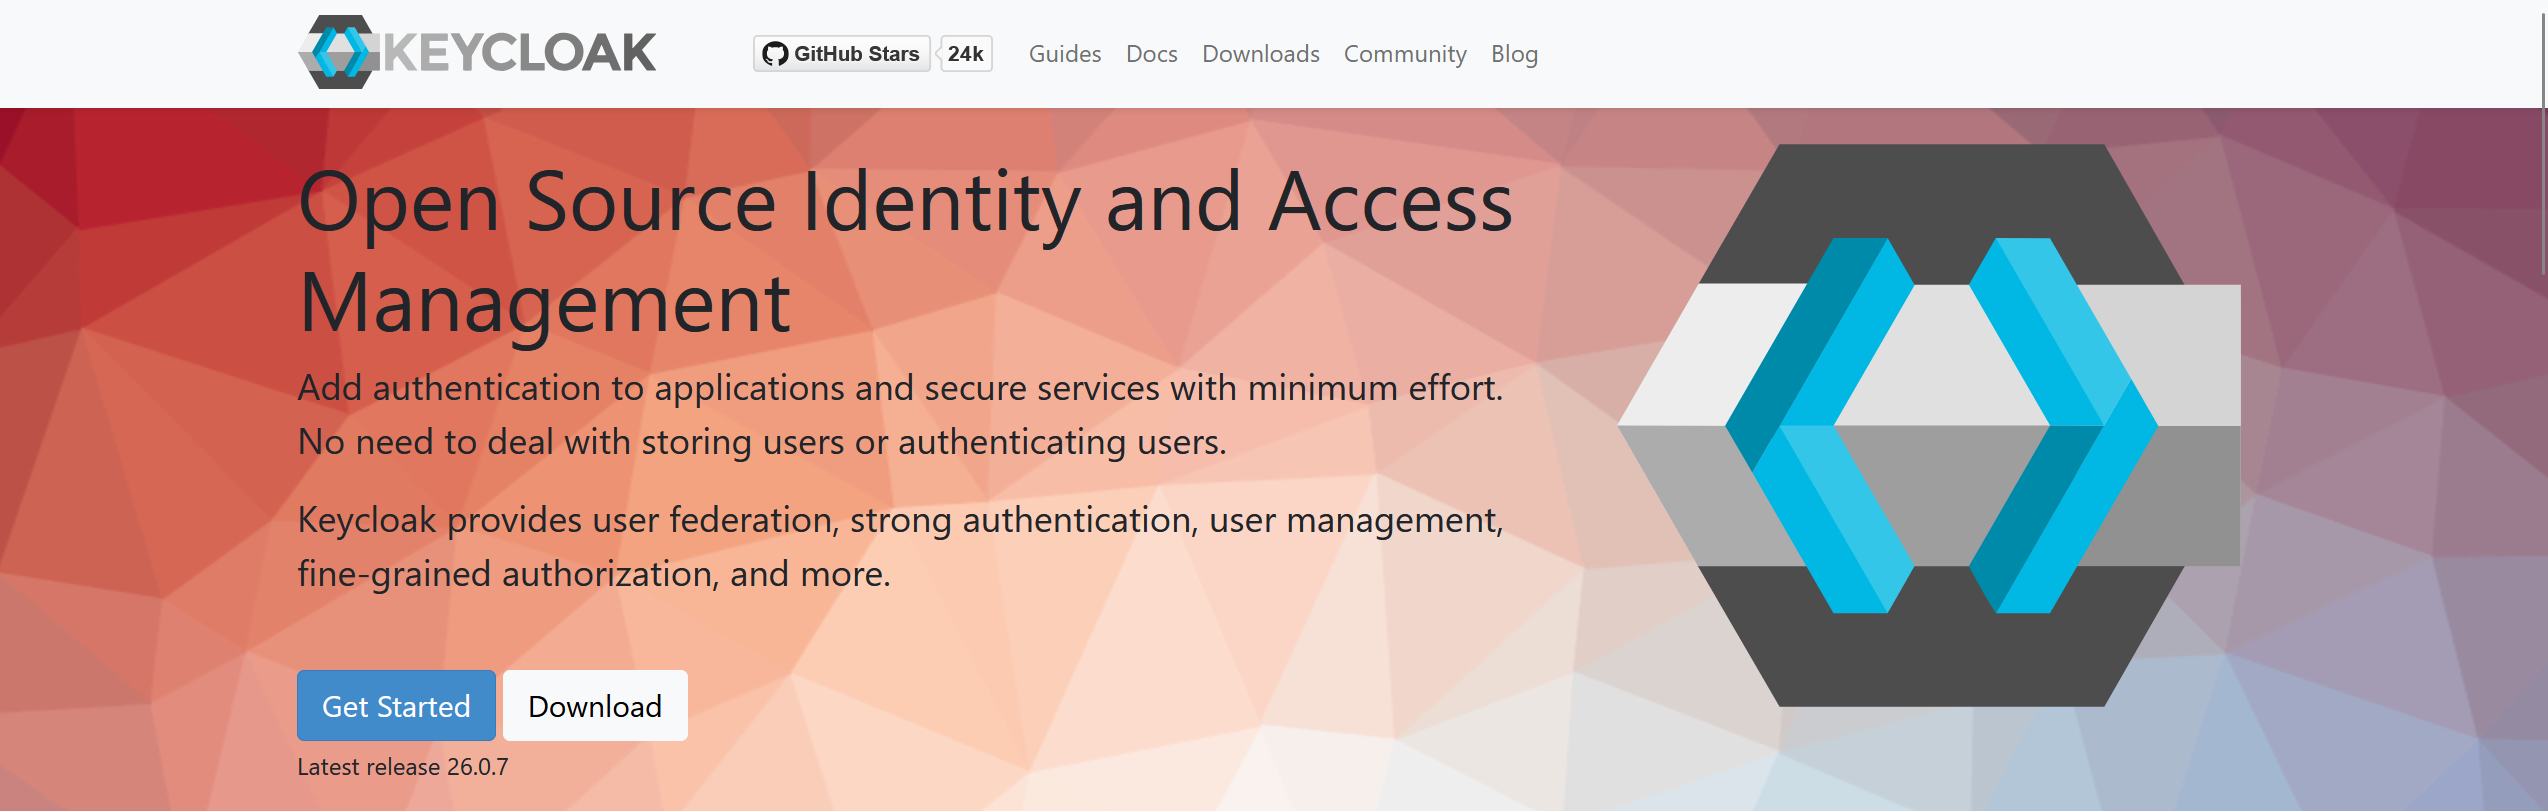 KEYCLOAK
GitHub Stars 24k Guides Docs Downloads Community Blog
Open Source Identity and Access
Management
Add authentication to applications and secure services with minimum effort.
No need to deal with storing users or authenticating users.
Keycloak provides user federation, strong authentication, user management,
fine-grained authorization, and more.
Get Started Download
Latest release 26.0.7